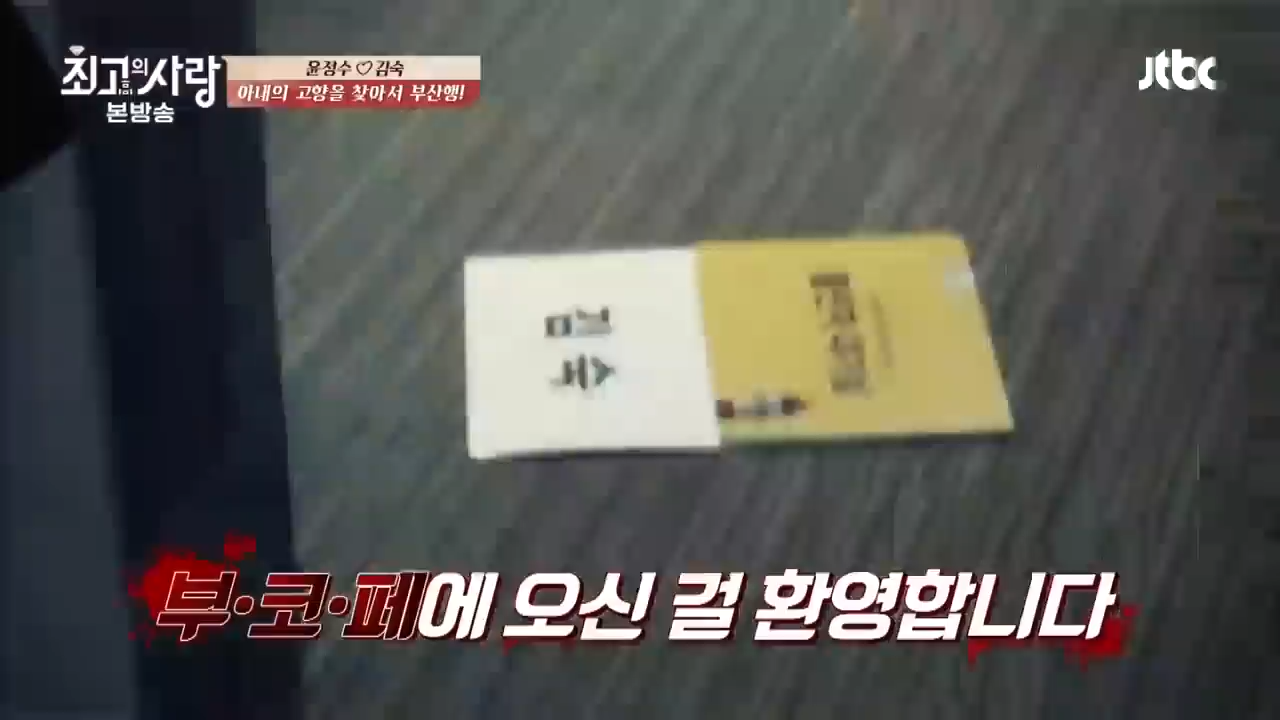 최고의사랑
본방송
윤정수♡김숙
아내의 고향을 찾아서 부산행!
jtbc
김숙
부·코·페에 오신 걸 환영합니다